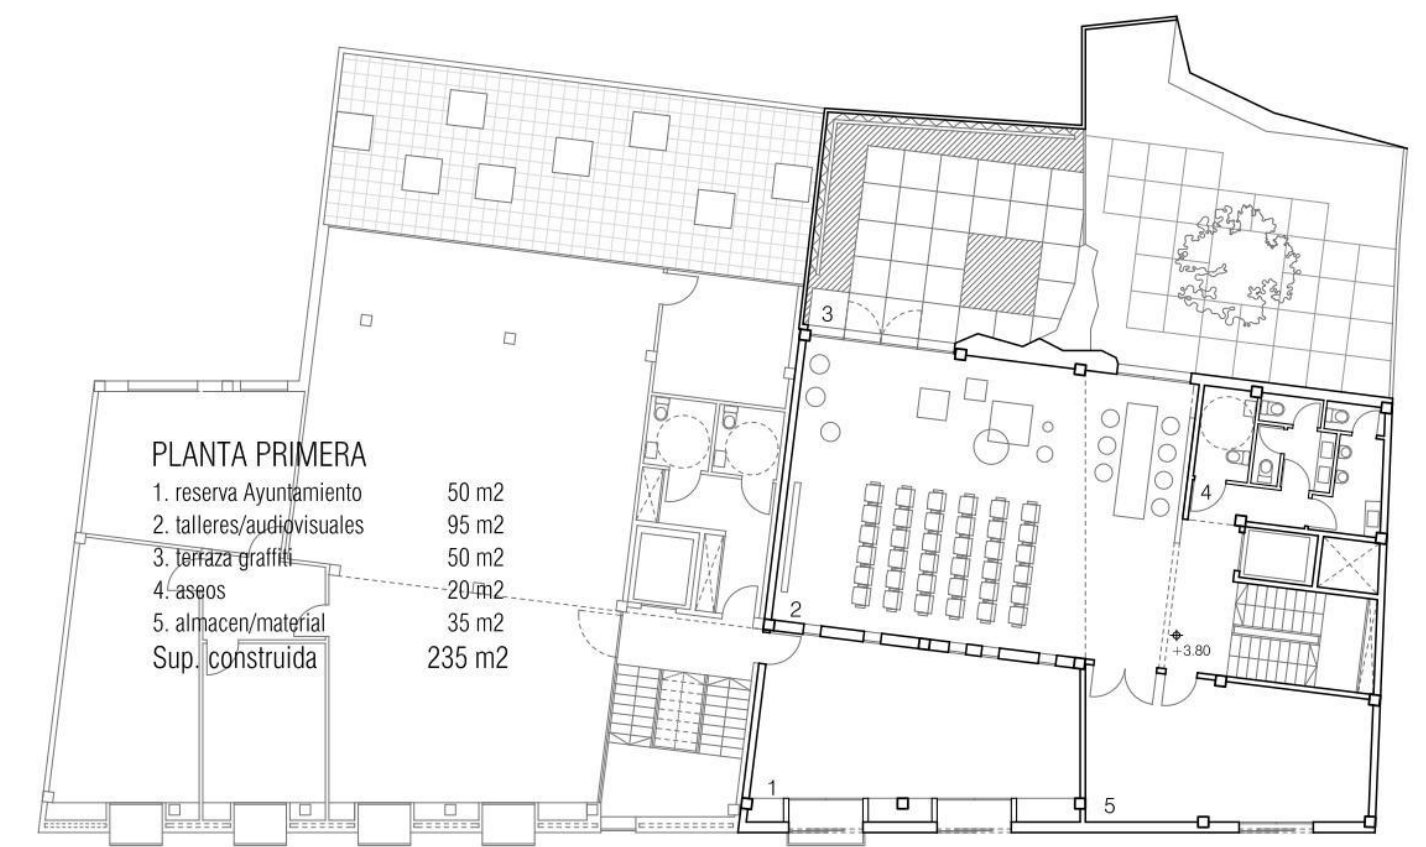 PLANTA PRIMERA
1. reserva Ayuntamiento 50 m2
2. talleres/audiovisuales 95 m2
3. terraza graffiti 50 m2
4. aseos 20 m2
5. almacen/material 35 m2
Sup. construida 235 m2
3
4
2
+3.80
1
5